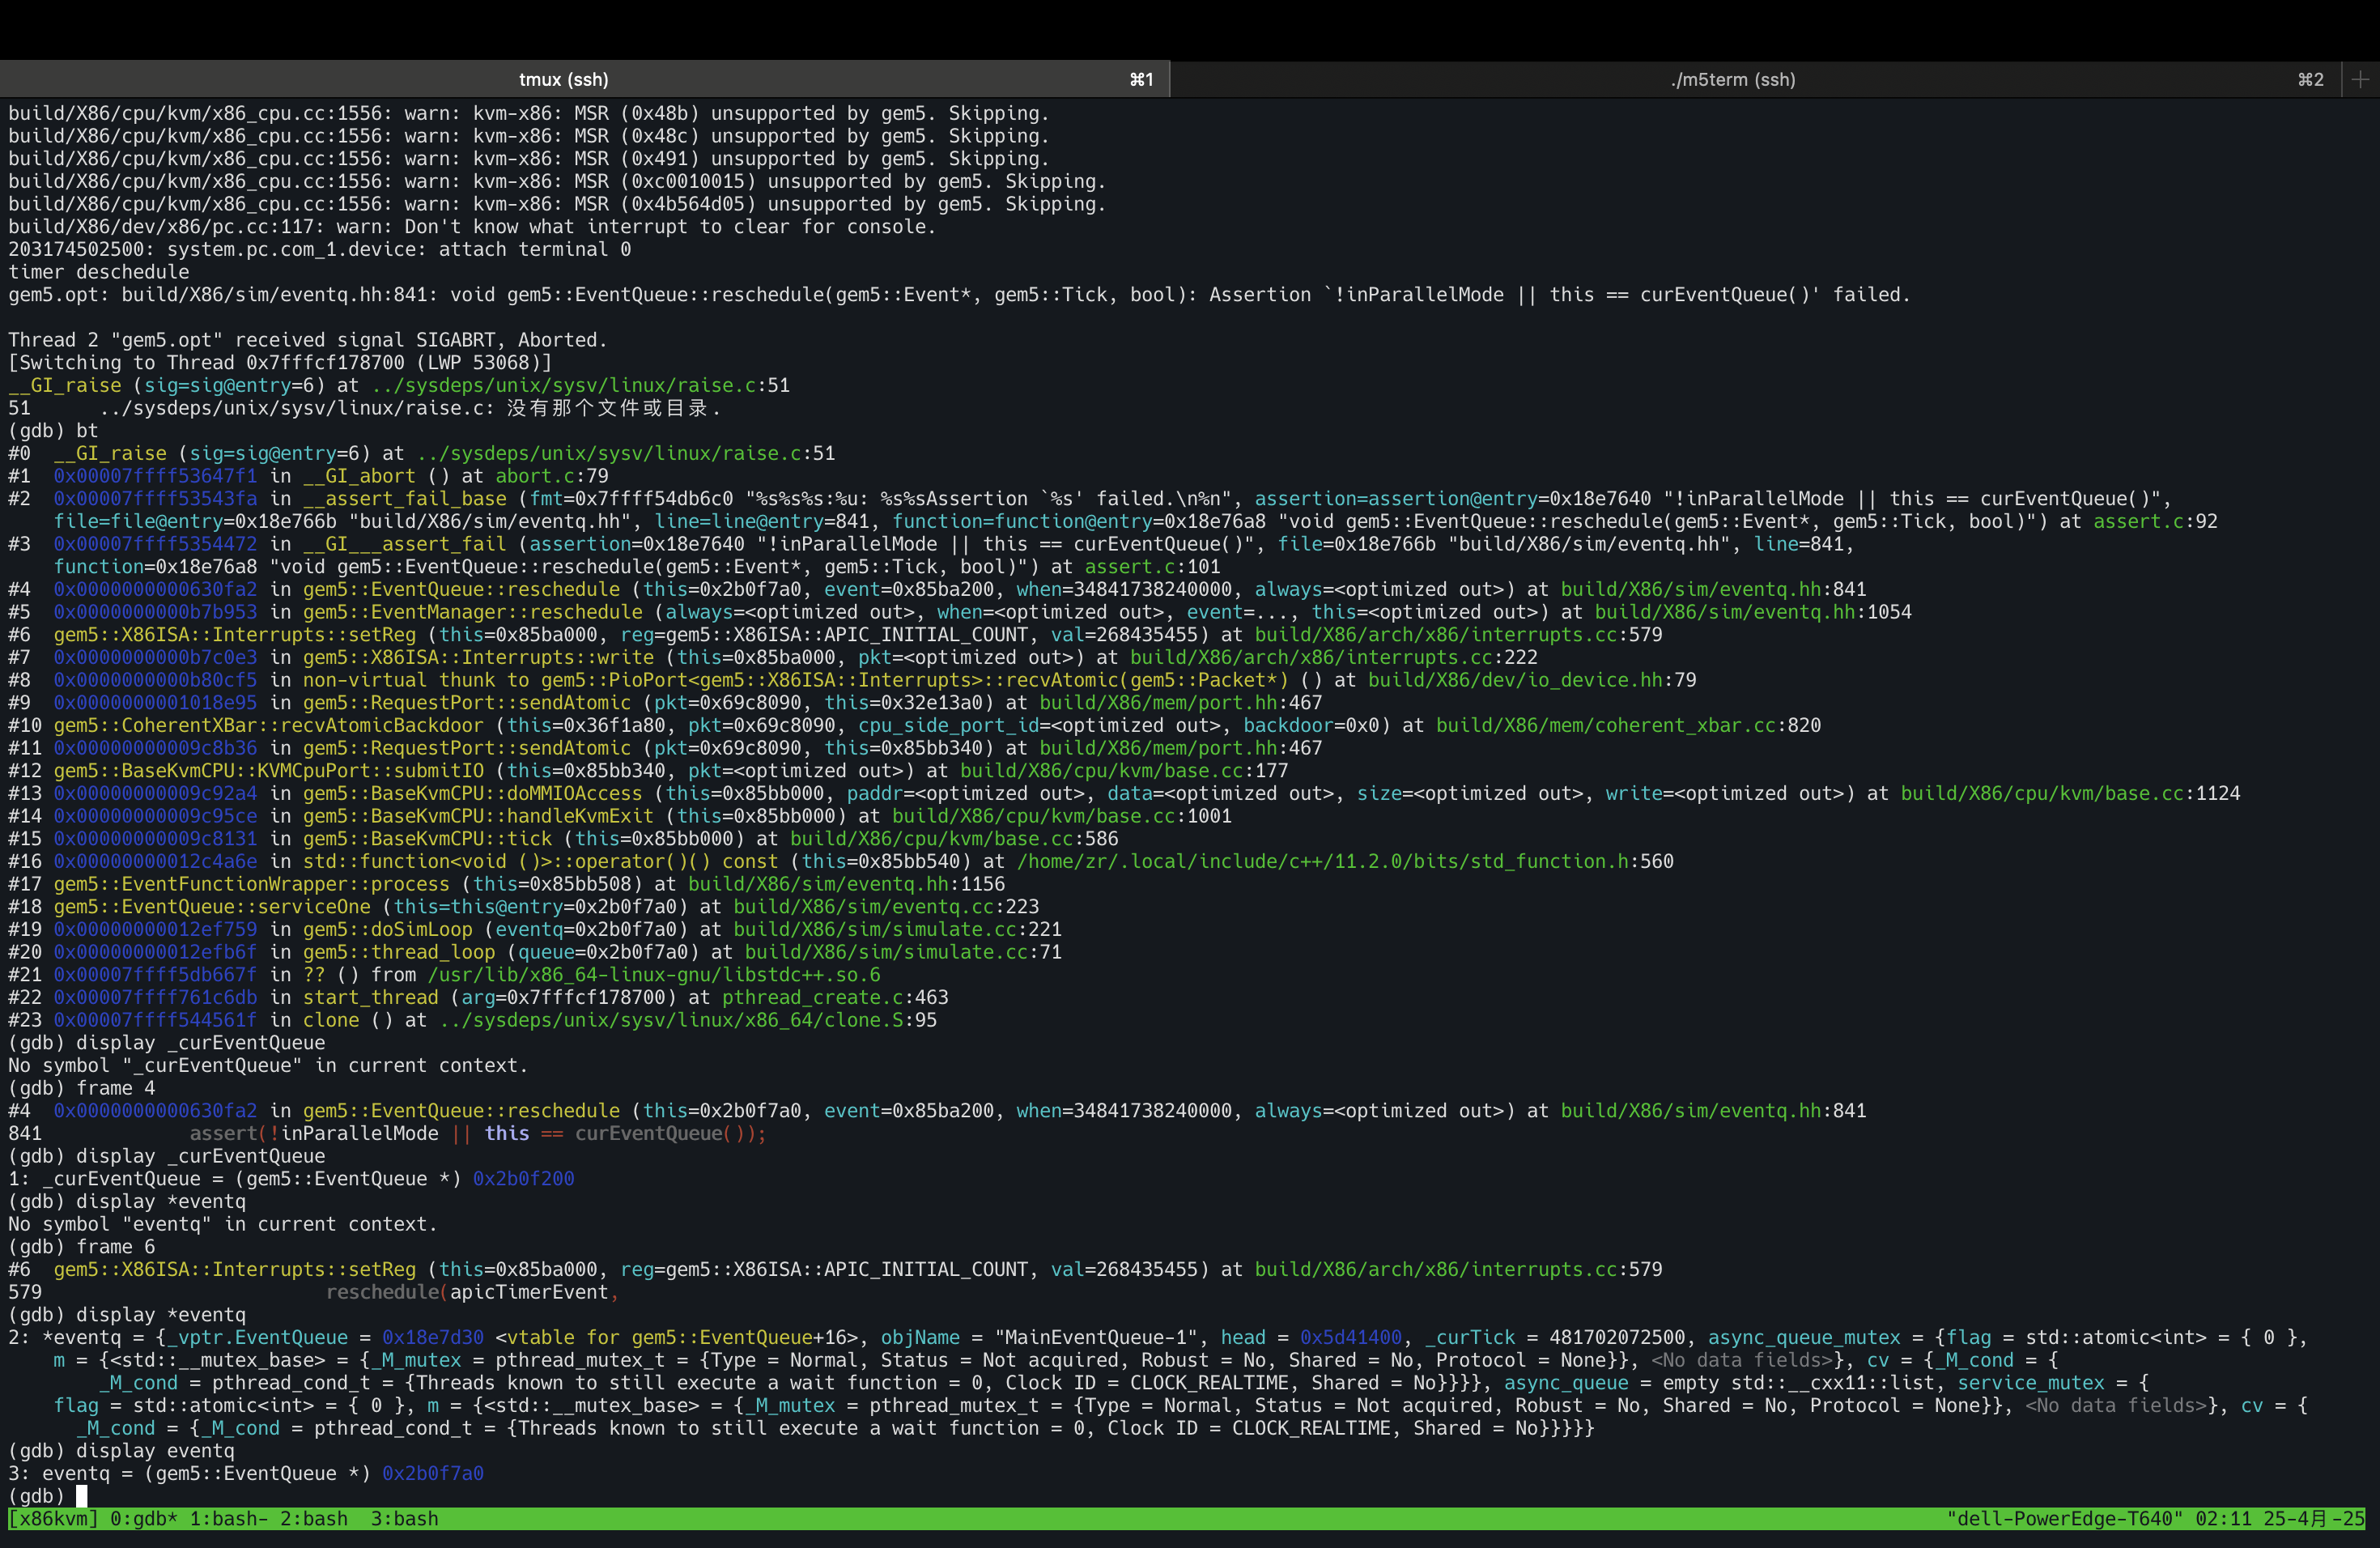 tmux (ssh) ⌘1 ./m5term (ssh) ⌘2 +
build/X86/cpu/kvm/x86_cpu.cc:1556: warn: kvm-x86: MSR (0x48b) unsupported by gem5. Skipping.
build/X86/cpu/kvm/x86_cpu.cc:1556: warn: kvm-x86: MSR (0x48c) unsupported by gem5. Skipping.
build/X86/cpu/kvm/x86_cpu.cc:1556: warn: kvm-x86: MSR (0x491) unsupported by gem5. Skipping.
build/X86/cpu/kvm/x86_cpu.cc:1556: warn: kvm-x86: MSR (0xc0010015) unsupported by gem5. Skipping.
build/X86/cpu/kvm/x86_cpu.cc:1556: warn: kvm-x86: MSR (0x4b564d05) unsupported by gem5. Skipping.
build/X86/dev/x86/pc.cc:117: warn: Don't know what interrupt to clear for console.
203174502500: system.pc.com_1.device: attach terminal 0
timer deschedule
gem5.opt: build/X86/sim/eventq.hh:841: void gem5::EventQueue::reschedule(gem5::Event*, gem5::Tick, bool): Assertion `!inParallelMode || this == curEventQueue()' failed.
Thread 2 "gem5.opt" received signal SIGABRT, Aborted.
[Switching to Thread 0x7fffcf178700 (LWP 53068)]
__GI_raise (sig=sig@entry=6) at ../sysdeps/unix/sysv/linux/raise.c:51
51      ../sysdeps/unix/sysv/linux/raise.c: 没有那个文件或目录.
(gdb) bt
#0  __GI_raise (sig=sig@entry=6) at ../sysdeps/unix/sysv/linux/raise.c:51
#1  0x00007ffff53647f1 in __GI_abort () at abort.c:79
#2  0x00007ffff53543fa in __assert_fail_base (fmt=0x7ffff54db6c0 "%s%s%s:%u: %s%sAssertion `%s' failed.\n%n", assertion=assertion@entry=0x18e7640 "!inParallelMode || this == curEventQueue()",
    file=file@entry=0x18e766b "build/X86/sim/eventq.hh", line=line@entry=841, function=function@entry=0x18e76a8 "void gem5::EventQueue::reschedule(gem5::Event*, gem5::Tick, bool)") at assert.c:92
#3  0x00007ffff5354472 in __GI___assert_fail (assertion=0x18e7640 "!inParallelMode || this == curEventQueue()", file=0x18e766b "build/X86/sim/eventq.hh", line=841,
    function=0x18e76a8 "void gem5::EventQueue::reschedule(gem5::Event*, gem5::Tick, bool)") at assert.c:101
#4  0x0000000000630fa2 in gem5::EventQueue::reschedule (this=0x2b0f7a0, event=0x85ba200, when=34841738240000, always=<optimized out>) at build/X86/sim/eventq.hh:841
#5  0x0000000000b7b953 in gem5::EventManager::reschedule (always=<optimized out>, when=<optimized out>, event=..., this=<optimized out>) at build/X86/sim/eventq.hh:1054
#6  gem5::X86ISA::Interrupts::setReg (this=0x85ba000, reg=gem5::X86ISA::APIC_INITIAL_COUNT, val=268435455) at build/X86/arch/x86/interrupts.cc:579
#7  0x0000000000b7c0e3 in gem5::X86ISA::Interrupts::write (this=0x85ba000, pkt=<optimized out>) at build/X86/arch/x86/interrupts.cc:222
#8  0x0000000000b80cf5 in non-virtual thunk to gem5::PioPort<gem5::X86ISA::Interrupts>::recvAtomic(gem5::Packet*) () at build/X86/dev/io_device.hh:79
#9  0x0000000001018e95 in gem5::RequestPort::sendAtomic (pkt=0x69c8090, this=0x32e13a0) at build/X86/mem/port.hh:467
#10 gem5::CoherentXBar::recvAtomicBackdoor (this=0x36f1a80, pkt=0x69c8090, cpu_side_port_id=<optimized out>, backdoor=0x0) at build/X86/mem/coherent_xbar.cc:820
#11 0x00000000009c8b36 in gem5::RequestPort::sendAtomic (pkt=0x69c8090, this=0x85bb340) at build/X86/mem/port.hh:467
#12 gem5::BaseKvmCPU::KVMCpuPort::submitIO (this=0x85bb340, pkt=<optimized out>) at build/X86/cpu/kvm/base.cc:177
#13 0x00000000009c92a4 in gem5::BaseKvmCPU::doMMIOAccess (this=0x85bb000, paddr=<optimized out>, data=<optimized out>, size=<optimized out>, write=<optimized out>) at build/X86/cpu/kvm/base.cc:1124
#14 0x00000000009c95ce in gem5::BaseKvmCPU::handleKvmExit (this=0x85bb000) at build/X86/cpu/kvm/base.cc:1001
#15 0x00000000009c8131 in gem5::BaseKvmCPU::tick (this=0x85bb000) at build/X86/cpu/kvm/base.cc:586
#16 0x00000000012c4a6e in std::function<void ()>::operator()() const (this=0x85bb540) at /home/zr/.local/include/c++/11.2.0/bits/std_function.h:560
#17 gem5::EventFunctionWrapper::process (this=0x85bb508) at build/X86/sim/eventq.hh:1156
#18 gem5::EventQueue::serviceOne (this=this@entry=0x2b0f7a0) at build/X86/sim/eventq.cc:223
#19 0x00000000012ef759 in gem5::doSimLoop (eventq=0x2b0f7a0) at build/X86/sim/simulate.cc:221
#20 0x00000000012efb6f in gem5::thread_loop (queue=0x2b0f7a0) at build/X86/sim/simulate.cc:71
#21 0x00007ffff5db667f in ?? () from /usr/lib/x86_64-linux-gnu/libstdc++.so.6
#22 0x00007ffff761c6db in start_thread (arg=0x7fffcf178700) at pthread_create.c:463
#23 0x00007ffff544561f in clone () at ../sysdeps/unix/sysv/linux/x86_64/clone.S:95
(gdb) display _curEventQueue
No symbol "_curEventQueue" in current context.
(gdb) frame 4
#4  0x0000000000630fa2 in gem5::EventQueue::reschedule (this=0x2b0f7a0, event=0x85ba200, when=34841738240000, always=<optimized out>) at build/X86/sim/eventq.hh:841
841             assert(!inParallelMode || this == curEventQueue());
(gdb) display _curEventQueue
1: _curEventQueue = (gem5::EventQueue *) 0x2b0f200
(gdb) display *eventq
No symbol "eventq" in current context.
(gdb) frame 6
#6  gem5::X86ISA::Interrupts::setReg (this=0x85ba000, reg=gem5::X86ISA::APIC_INITIAL_COUNT, val=268435455) at build/X86/arch/x86/interrupts.cc:579
579                         reschedule(apicTimerEvent,
(gdb) display *eventq
2: *eventq = {_vptr.EventQueue = 0x18e7d30 <vtable for gem5::EventQueue+16>, objName = "MainEventQueue-1", head = 0x5d41400, _curTick = 481702072500, async_queue_mutex = {flag = std::atomic<int> = { 0 },
    m = {<std::__mutex_base> = {_M_mutex = pthread_mutex_t = {Type = Normal, Status = Not acquired, Robust = No, Shared = No, Protocol = None}}, <No data fields>}, cv = {_M_cond = {
        _M_cond = pthread_cond_t = {Threads known to still execute a wait function = 0, Clock ID = CLOCK_REALTIME, Shared = No}}}}, async_queue = empty std::__cxx11::list, service_mutex = {
    flag = std::atomic<int> = { 0 }, m = {<std::__mutex_base> = {_M_mutex = pthread_mutex_t = {Type = Normal, Status = Not acquired, Robust = No, Shared = No, Protocol = None}}, <No data fields>}, cv = {
      _M_cond = {_M_cond = pthread_cond_t = {Threads known to still execute a wait function = 0, Clock ID = CLOCK_REALTIME, Shared = No}}}}}
(gdb) display eventq
3: eventq = (gem5::EventQueue *) 0x2b0f7a0
(gdb)
[x86kvm] 0:gdb* 1:bash- 2:bash  3:bash "dell-PowerEdge-T640" 02:11 25-4月-25